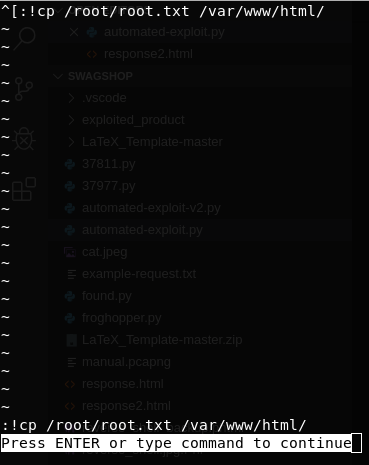 ^[:!cp /root/root.txt /var/www/html/
~
automated-exploit.py
~
response2.html
~
SWAGSHOP
~
.vscode
~
exploited_product
~
LaTeX_Template-master
~
37811.py
~
37977.py
~
automated-exploit-v2.py
~
automated-exploit.py
~
cat.jpeg
~
example-request.txt
~
found.py
~
froghopper.py
~
LaTeX_Template-master.zip
~
manual.pcapng
~
response.html
~
response2.html
~
:!cp /root/root.txt /var/www/html/
Press ENTER or type command to continue